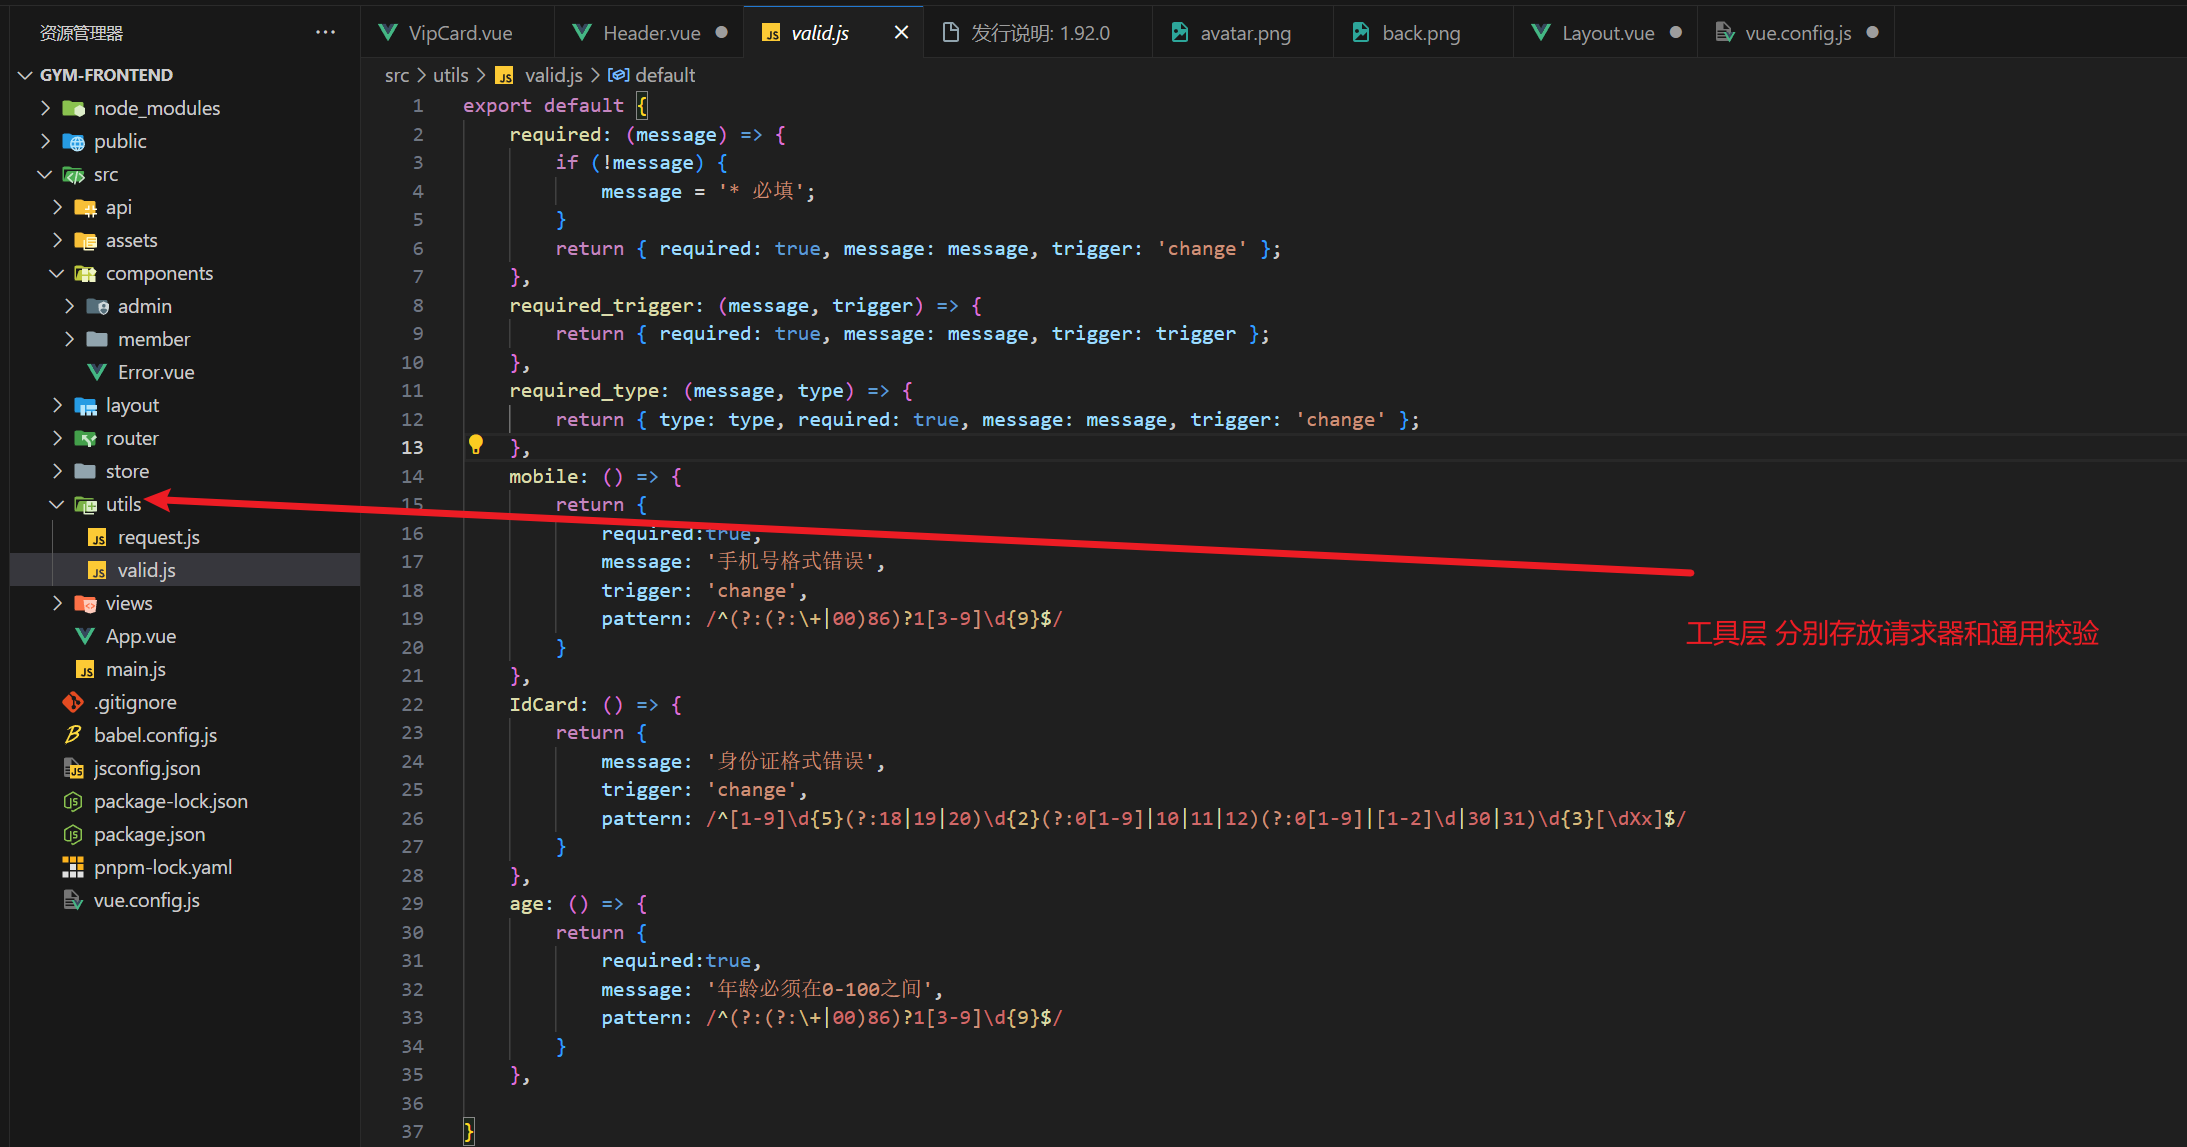 资源管理器 ···
VipCard.vue
Header.vue
valid.js
发行说明: 1.92.0
avatar.png
back.png
Layout.vue
vue.config.js
GYM-FRONTEND
node_modules
public
src
api
assets
components
admin
member
Error.vue
layout
router
store
utils
request.js
valid.js
views
App.vue
main.js
.gitignore
babel.config.js
jsconfig.json
package-lock.json
package.json
pnpm-lock.yaml
vue.config.js
src > utils > JS valid.js > default
1 export default {
2 required: (message) => {
3 if (!message) {
4 message = '* 必填';
5 }
6 return { required: true, message: message, trigger: 'change' };
7 },
8 required_trigger: (message, trigger) => {
9 return { required: true, message: message, trigger: trigger };
10 },
11 required_type: (message, type) => {
12 return { type: type, required: true, message: message, trigger: 'change' };
13 },
14 mobile: () => {
15 return {
16 required:true,
17 message: '手机号格式错误',
18 trigger: 'change',
19 pattern: /^(?:(?:\+|00)86)?1[3-9]\d{9}$/
20 }
21 },
22 IdCard: () => {
23 return {
24 message: '身份证格式错误',
25 trigger: 'change',
26 pattern: /^[1-9]\d{5}(?:18|19|20)\d{2}(?:0[1-9]|10|11|12)(?:0[1-9]|[1-2]\d|30|31)\d{3}[\dXx]$/
27 }
28 },
29 age: () => {
30 return {
31 required:true,
32 message: '年龄必须在0-100之间',
33 pattern: /^(?:(?:\+|00)86)?1[3-9]\d{9}$/
34 }
35 },
36
37 }
工具层 分别存放请求器和通用校验